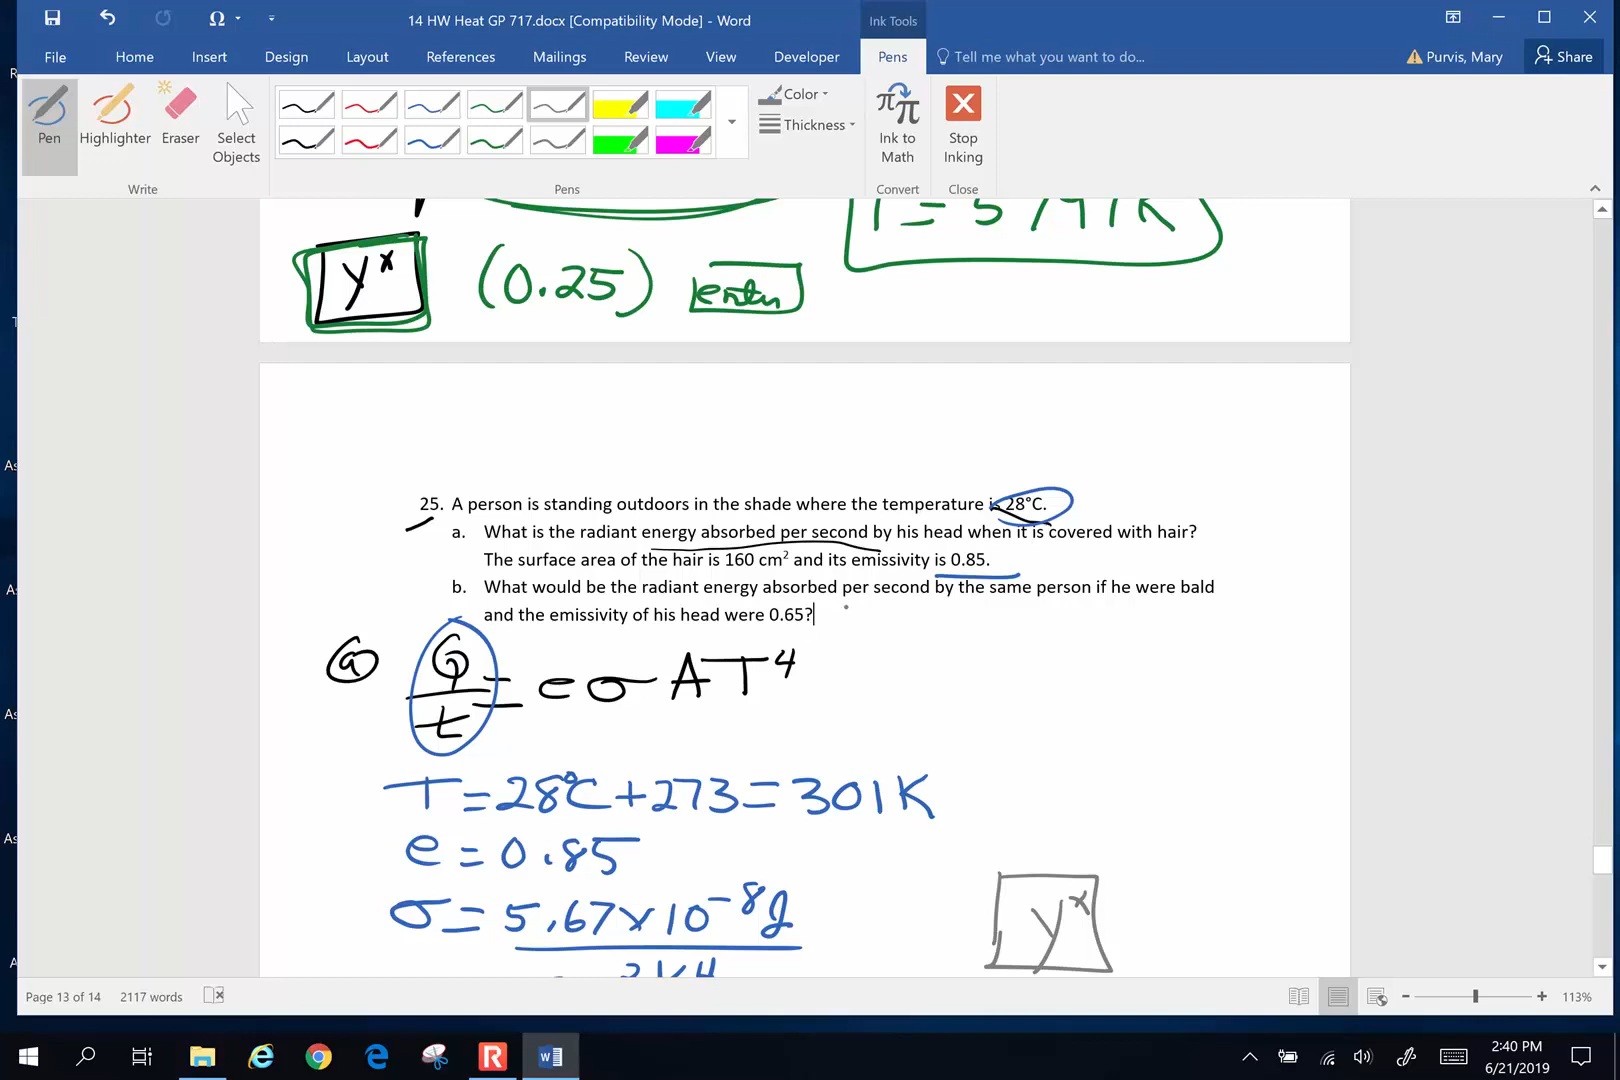 14 HW Heat GP 717.docx [Compatibility Mode] - Word
Ink Tools
File Home Insert Design Layout References Mailings Review View Developer Pens Tell me what you want to do... Purvis, Mary Share
Pen Highlighter Eraser Select Objects
Color
Thickness
Ink to Math
Stop Inking
Write Pens Convert Close
T = 5791K
y^x (0.25) enter
25. A person is standing outdoors in the shade where the temperature is 28°C.
a. What is the radiant energy absorbed per second by his head when it is covered with hair?
The surface area of the hair is 160 cm² and its emissivity is 0.85.
b. What would be the radiant energy absorbed per second by the same person if he were bald
and the emissivity of his head were 0.65?
a Q/t = eσAT⁴
T = 28°C + 273 = 301K
e = 0.85
σ = 5.67 x 10⁻⁸ J
y^x
Page 13 of 14 2117 words 113%
2:40 PM
6/21/2019